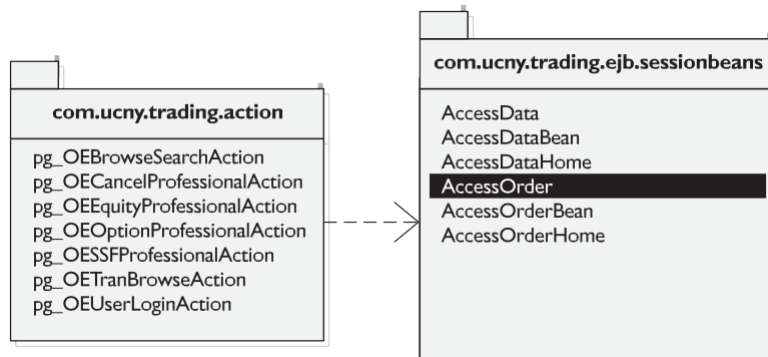 com.ucny.trading.action
pg_OEBrowseSearchAction
pg_OECancelProfessionalAction
pg_OEEquityProfessionalAction
pg_OEOptionProfessionalAction
pg_OESSFProfessionalAction
pg_OETranBrowseAction
pg_OEUserLoginAction
com.ucny.trading.ejb.sessionbeans
AccessData
AccessDataBean
AccessDataHome
AccessOrder
AccessOrderBean
AccessOrderHome